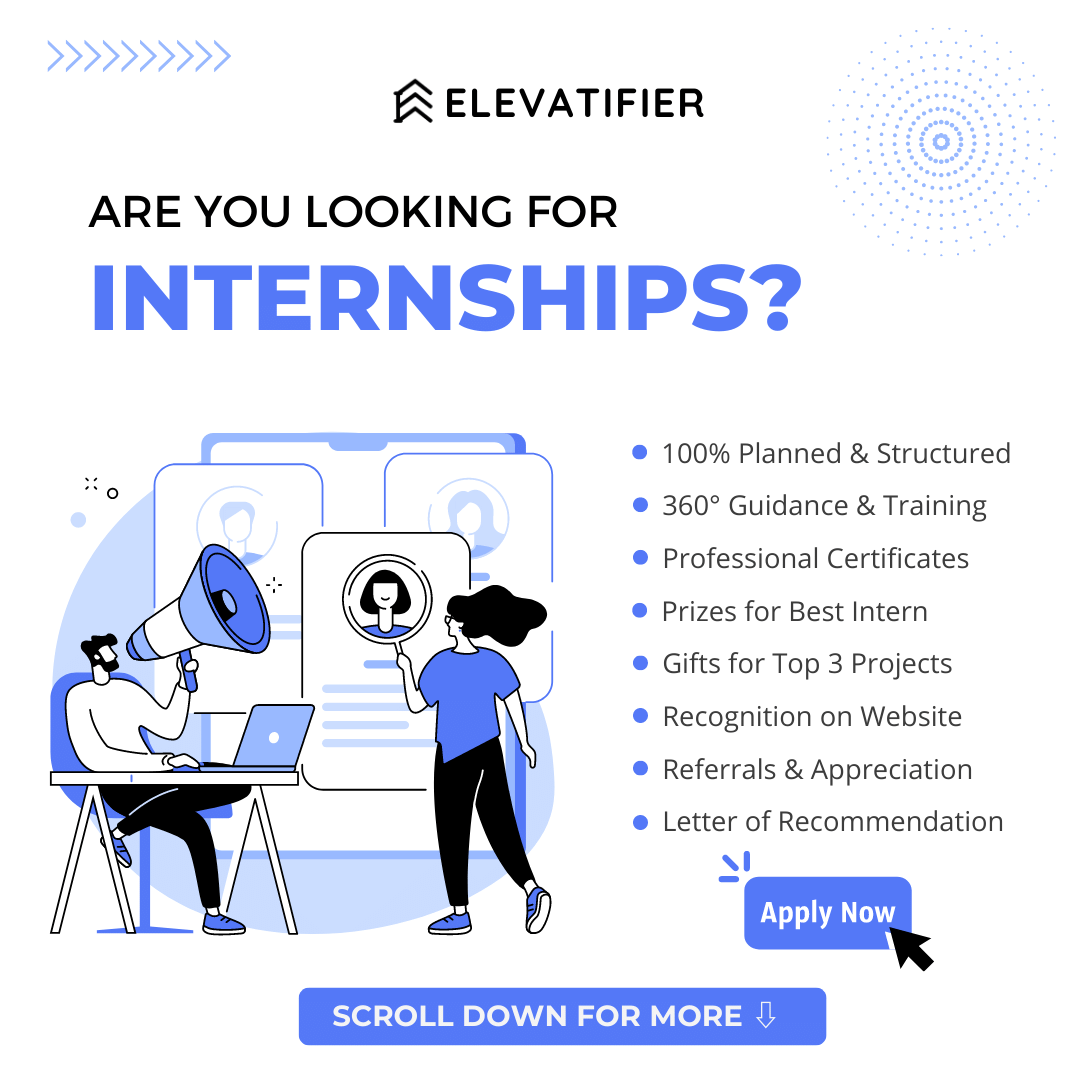 ELEVATIFIER
ARE YOU LOOKING FOR
INTERNSHIPS?
100% Planned & Structured
360° Guidance & Training
Professional Certificates
Prizes for Best Intern
Gifts for Top 3 Projects
Recognition on Website
Referrals & Appreciation
Letter of Recommendation
Apply Now
SCROLL DOWN FOR MORE ⇩